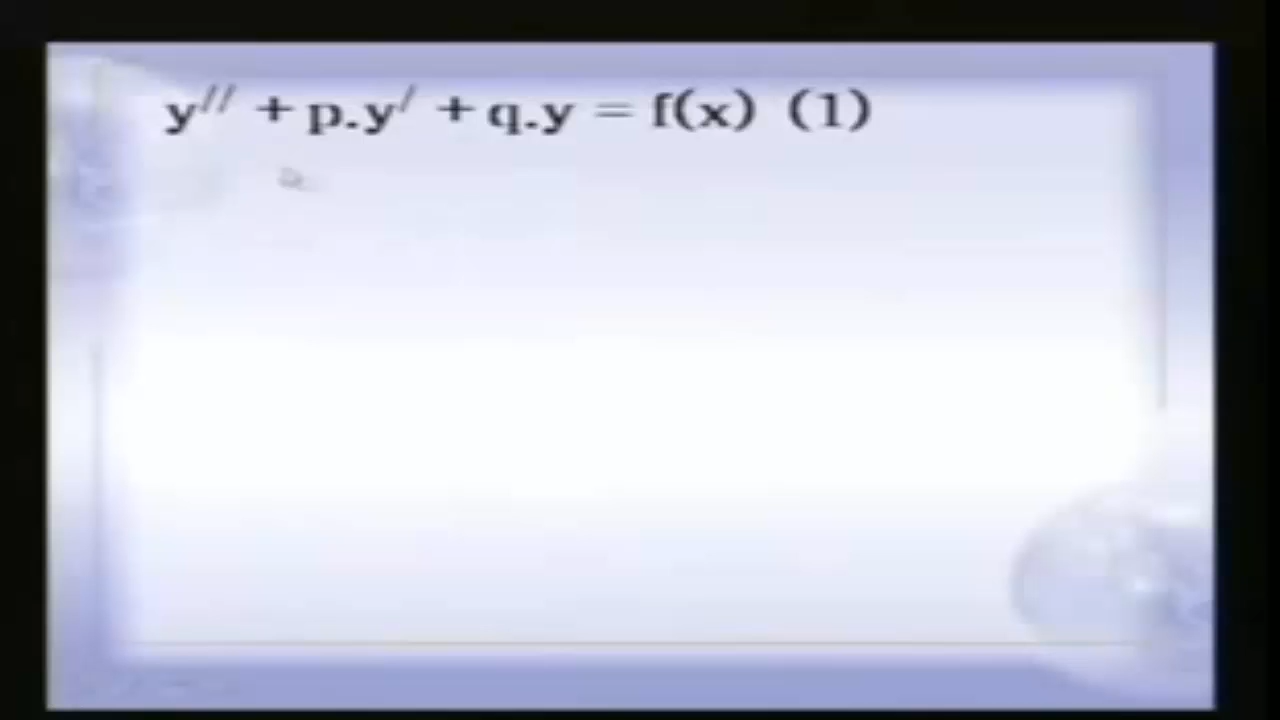 y// + p.y/ + q.y = f(x) (1)